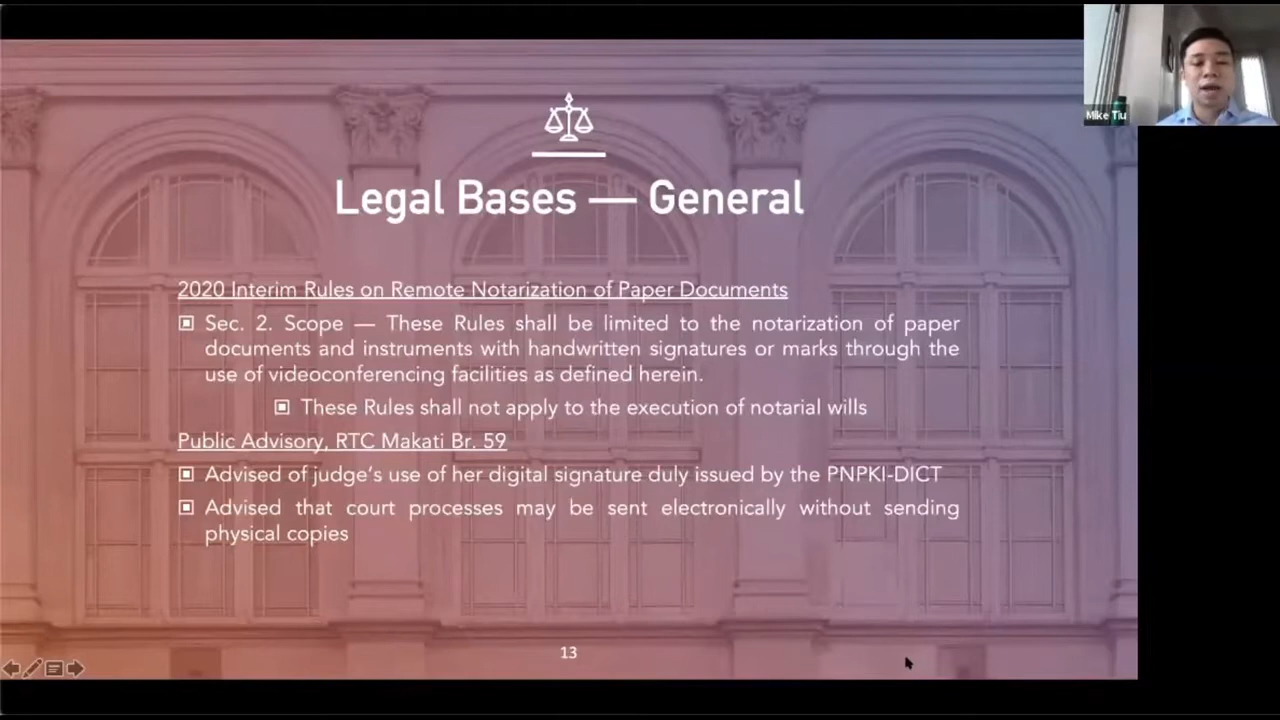 Mike Tiu
Legal Bases — General
2020 Interim Rules on Remote Notarization of Paper Documents
Sec. 2. Scope — These Rules shall be limited to the notarization of paper
documents and instruments with handwritten signatures or marks through the
use of videoconferencing facilities as defined herein.
These Rules shall not apply to the execution of notarial wills
Public Advisory, RTC Makati Br. 59
Advised of judge's use of her digital signature duly issued by the PNPKI-DICT
Advised that court processes may be sent electronically without sending
physical copies
13